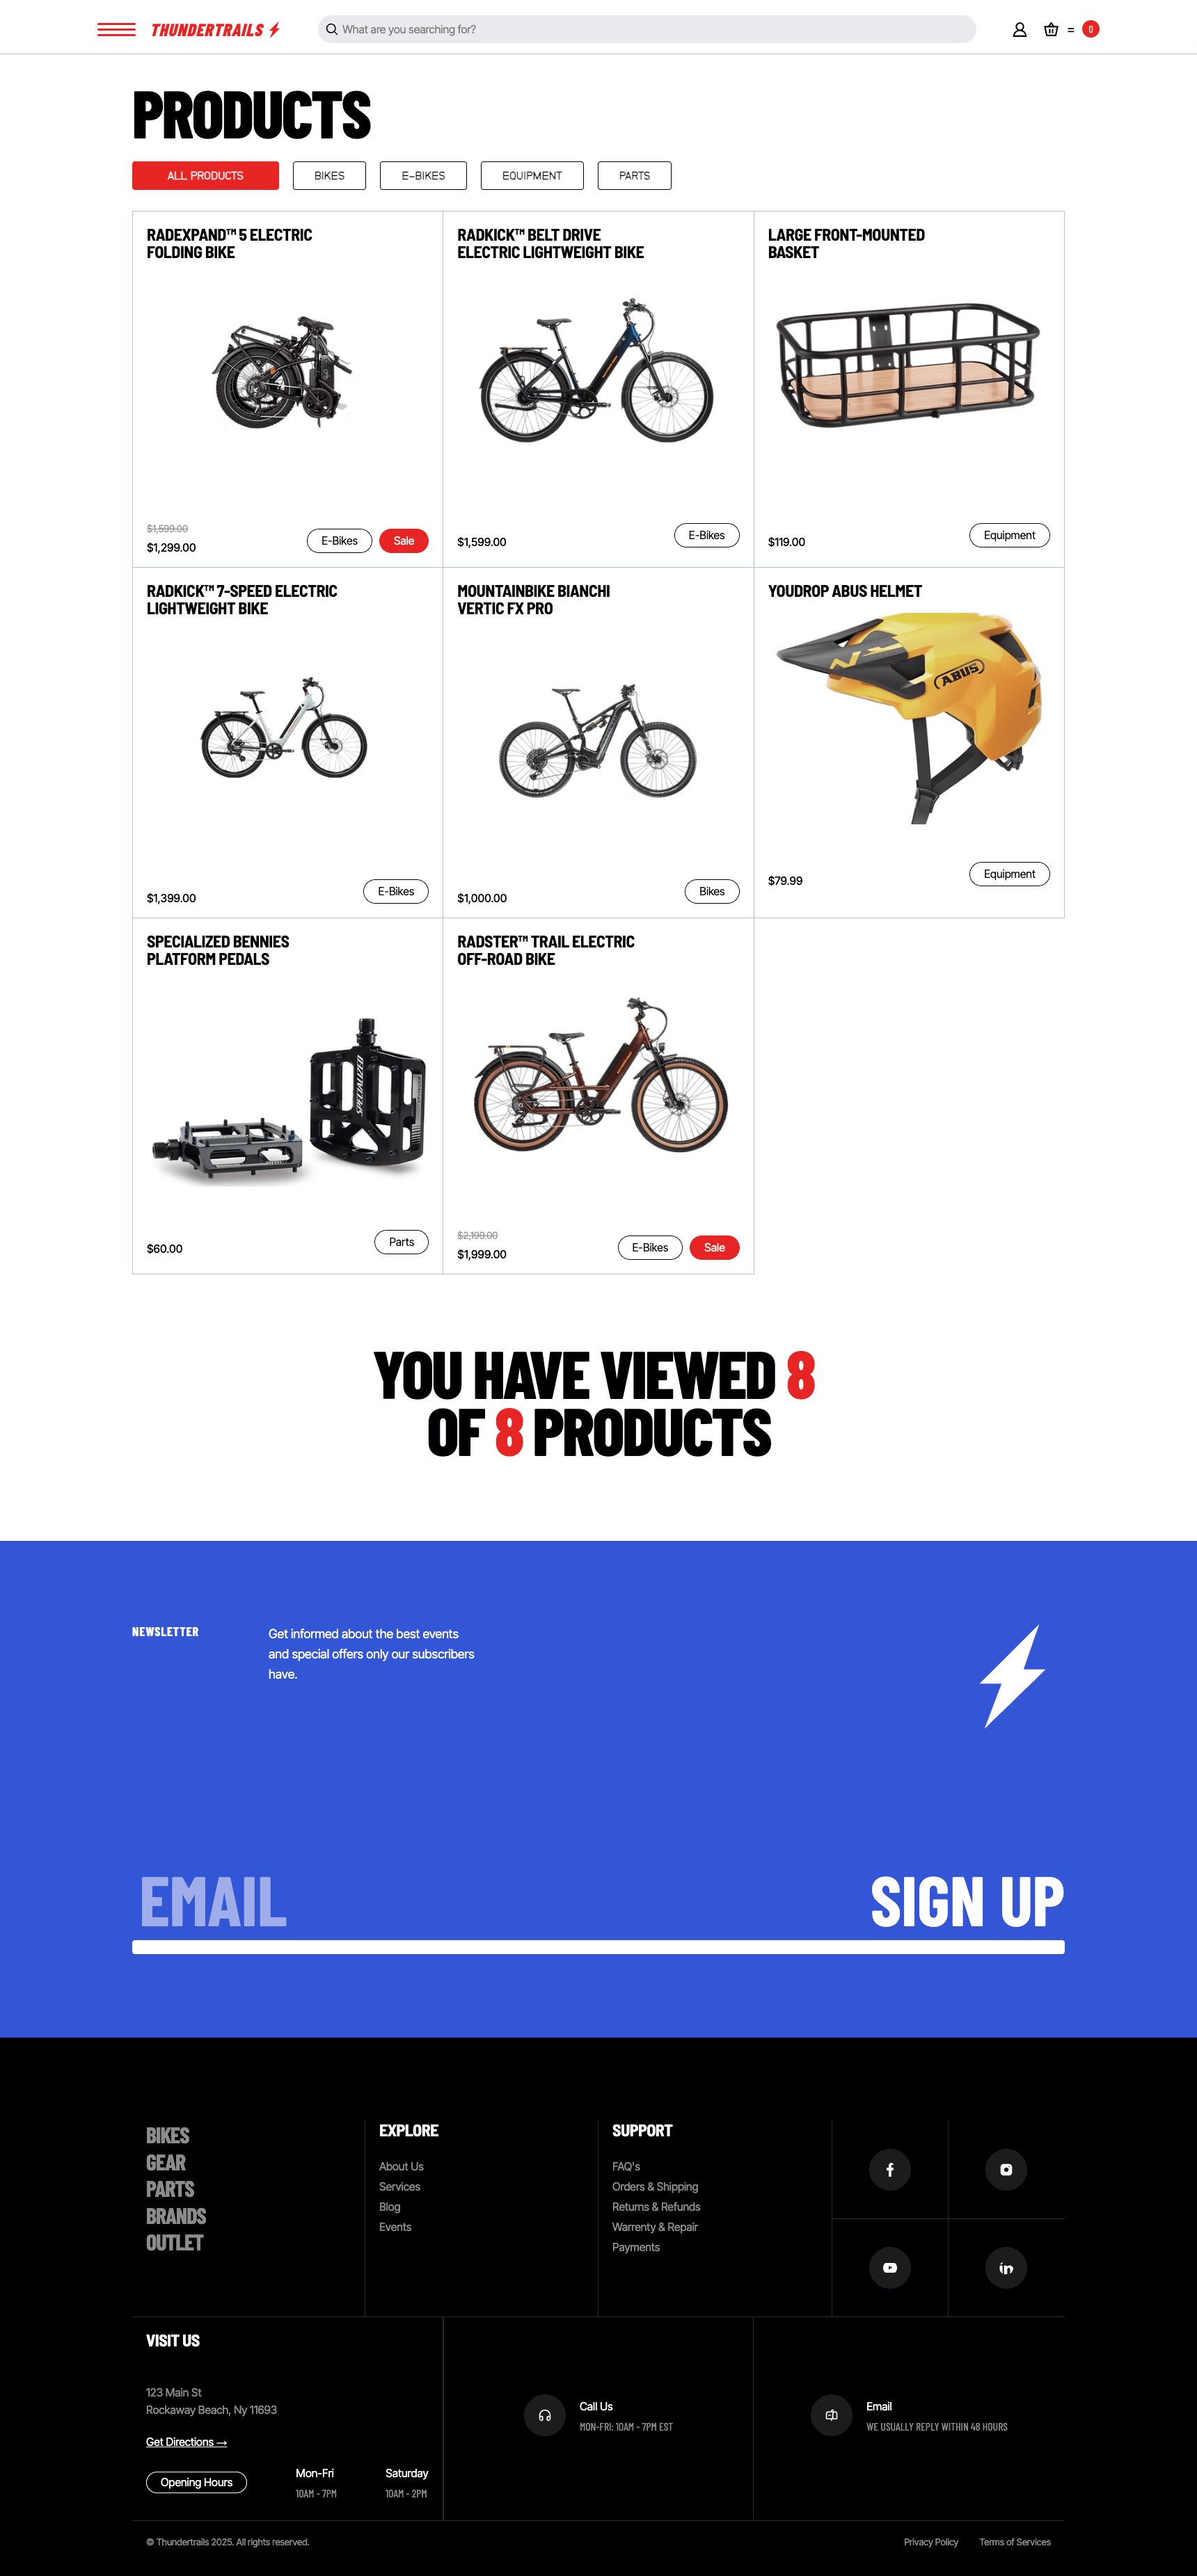 THUNDERTRAILS
What are you searching for?
=
0
PRODUCTS
ALL PRODUCTS
BIKES
E-BIKES
EQUIPMENT
PARTS
RADEXPAND™ 5 ELECTRIC
FOLDING BIKE
$1,599.00
$1,299.00
E-Bikes
Sale
RADKICK™ BELT DRIVE
ELECTRIC LIGHTWEIGHT BIKE
$1,599.00
E-Bikes
LARGE FRONT-MOUNTED
BASKET
$119.00
Equipment
RADKICK™ 7-SPEED ELECTRIC
LIGHTWEIGHT BIKE
$1,399.00
E-Bikes
MOUNTAINBIKE BIANCHI
VERTIC FX PRO
$1,000.00
Bikes
YOUDROP ABUS HELMET
ABUS
$79.99
Equipment
SPECIALIZED BENNIES
PLATFORM PEDALS
SPECIALIZED
$60.00
Parts
RADSTER™ TRAIL ELECTRIC
OFF-ROAD BIKE
$2,199.00
$1,999.00
E-Bikes
Sale
YOU HAVE VIEWED 8
OF 8 PRODUCTS
NEWSLETTER
Get informed about the best events
and special offers only our subscribers
have.
EMAIL
SIGN UP
BIKES
GEAR
PARTS
BRANDS
OUTLET
EXPLORE
About Us
Services
Blog
Events
SUPPORT
FAQ's
Orders & Shipping
Returns & Refunds
Warrenty & Repair
Payments
VISIT US
123 Main St
Rockaway Beach, Ny 11693
Get Directions →
Opening Hours
Mon-Fri
10AM - 7PM
Saturday
10AM - 2PM
Call Us
MON-FRI: 10AM - 7PM EST
Email
WE USUALLY REPLY WITHIN 48 HOURS
© Thundertrails 2025. All rights reserved.
Privacy Policy
Terms of Services